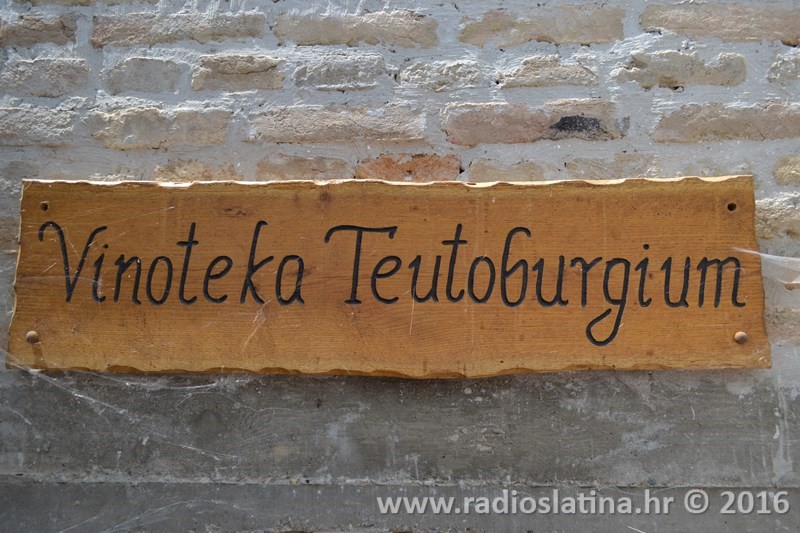 Vinoteka Teutoburgium
www.radioslatina.hr © 2016